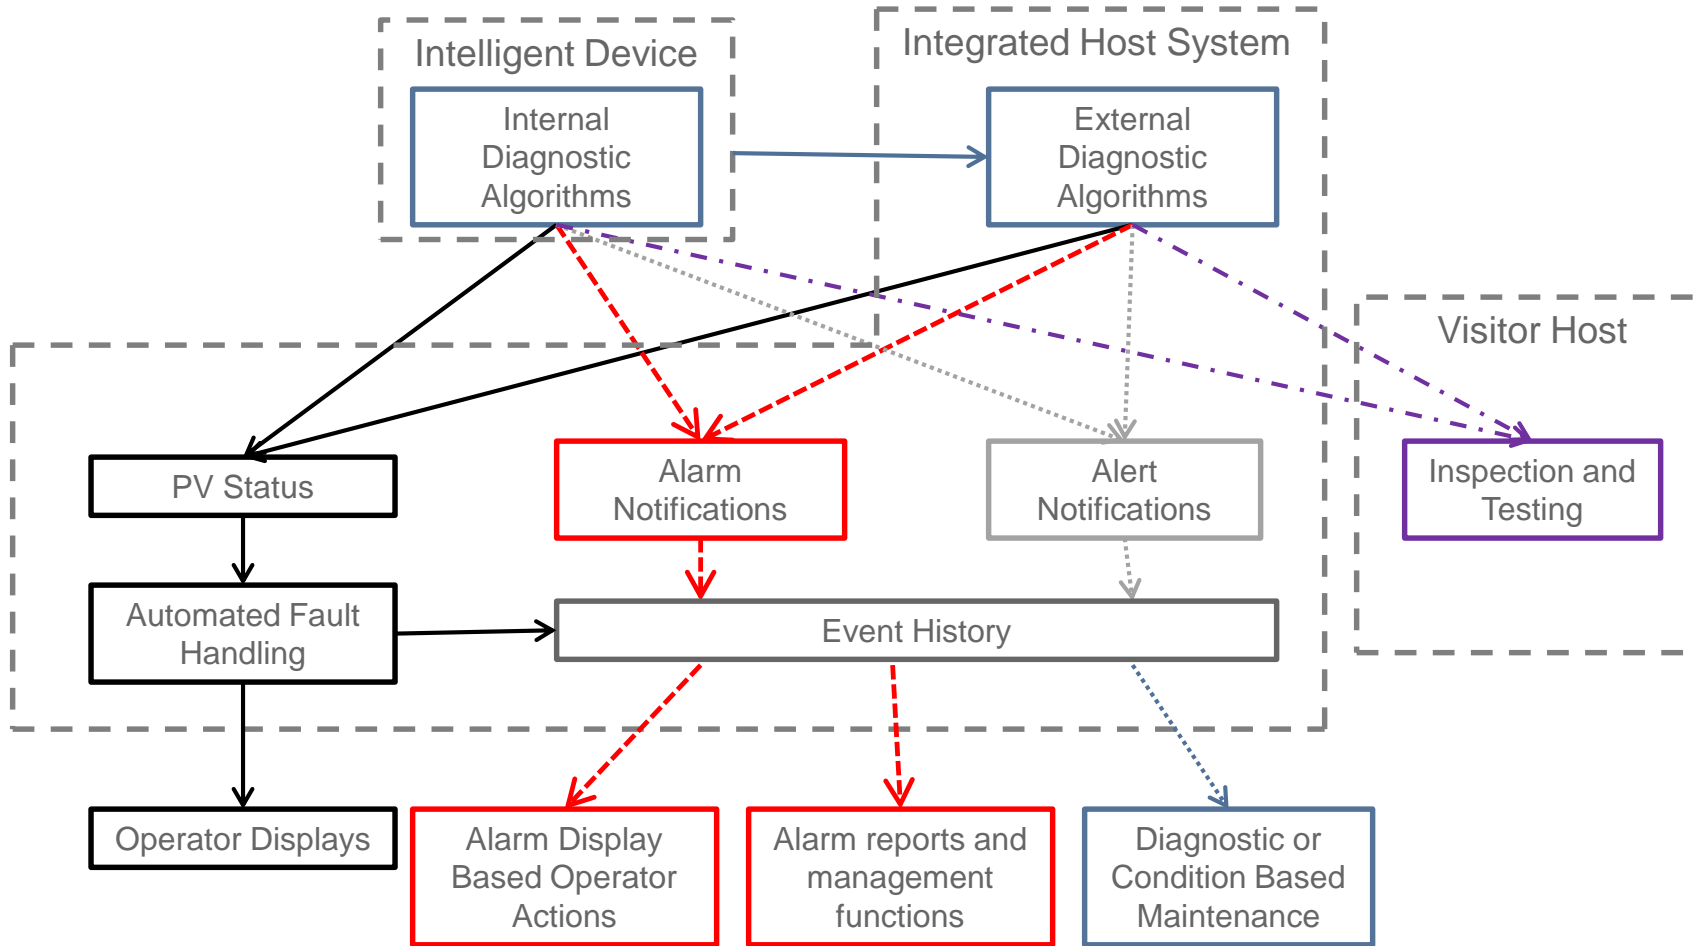 Intelligent Device
Integrated Host System
Internal
Diagnostic
Algorithms
External
Diagnostic
Algorithms
Visitor Host
PV Status
Alarm
Notifications
Alert
Notifications
Inspection and
Testing
Automated Fault
Handling
Event History
Operator Displays
Alarm Display
Based Operator
Actions
Alarm reports and
management
functions
Diagnostic or
Condition Based
Maintenance